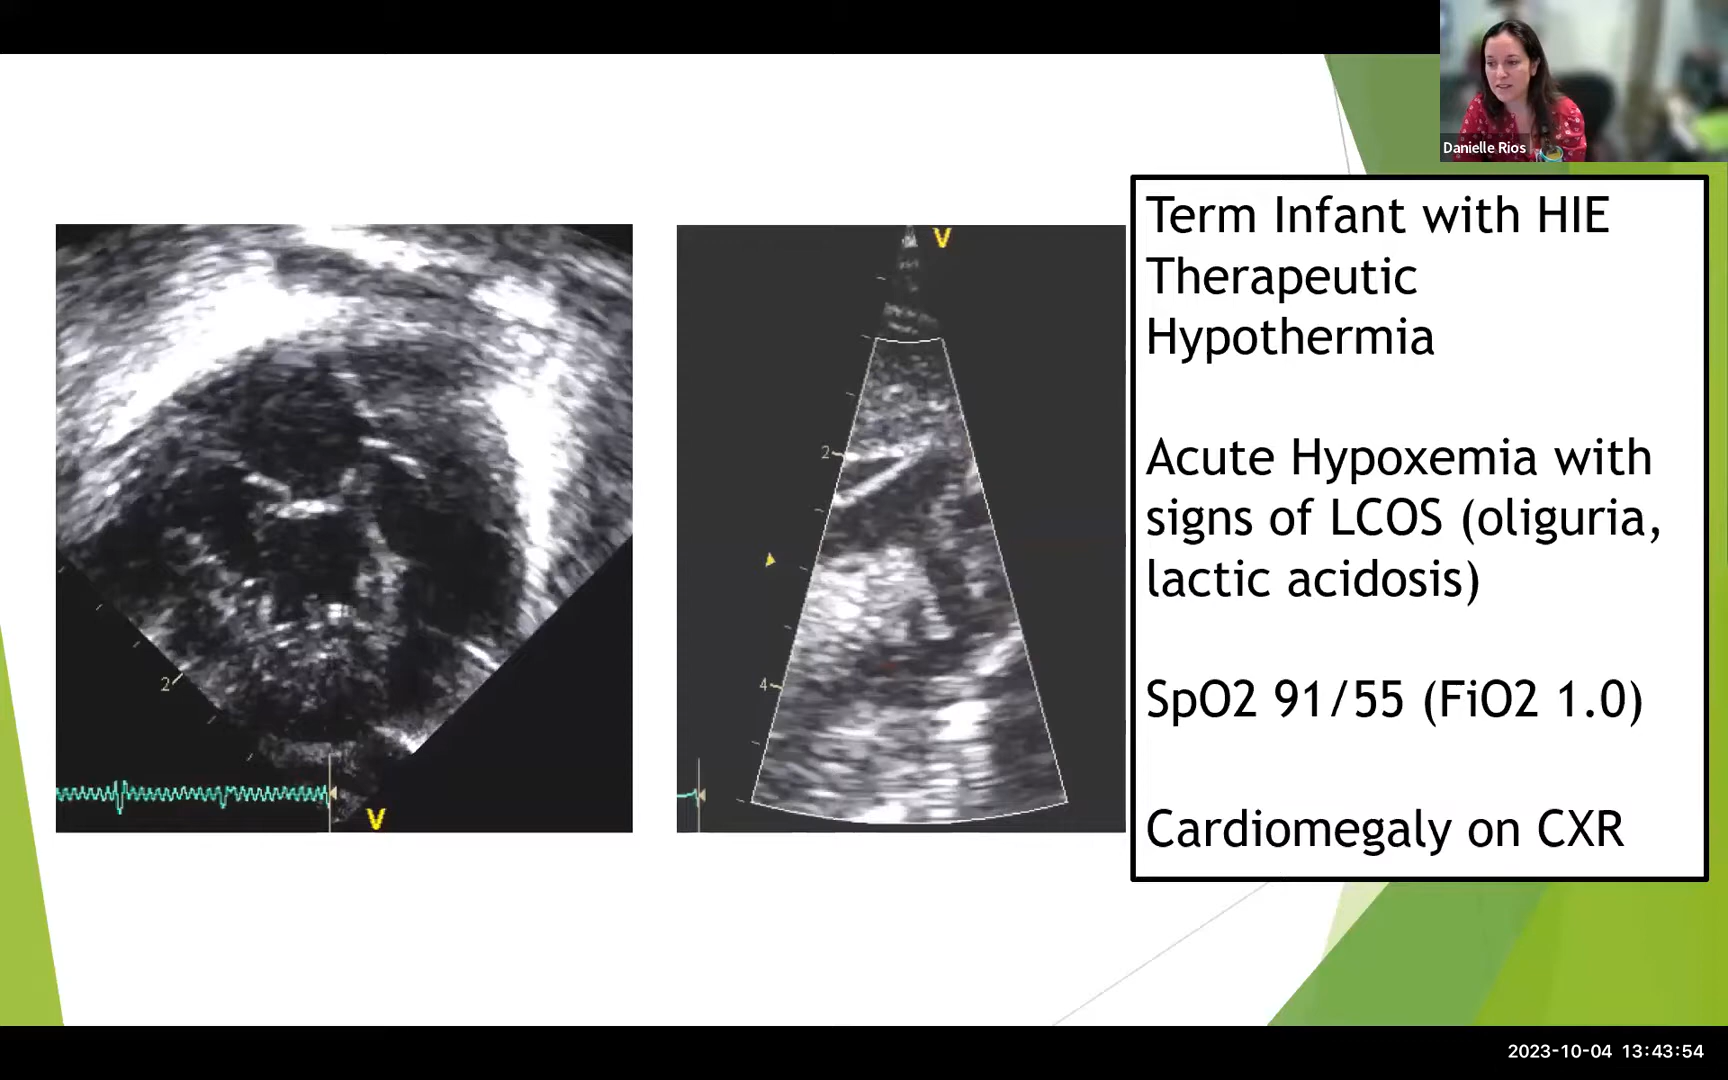 Danielle Rios
Term Infant with HIE
Therapeutic
Hypothermia
Acute Hypoxemia with
signs of LCOS (oliguria,
lactic acidosis)
SpO2 91/55 (FiO2 1.0)
Cardiomegaly on CXR
V
2
4
2
V
2023-10-04 13:43:54